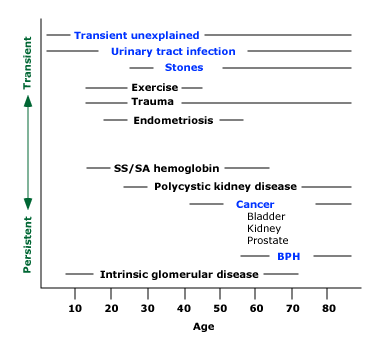 Transient unexplained
Urinary tract infection
Stones
Exercise
Trauma
Endometriosis
SS/SA hemoglobin
Polycystic kidney disease
Cancer
Bladder
Kidney
Prostate
BPH
Intrinsic glomerular disease
Transient
Persistent
10 20 30 40 50 60 70 80
Age